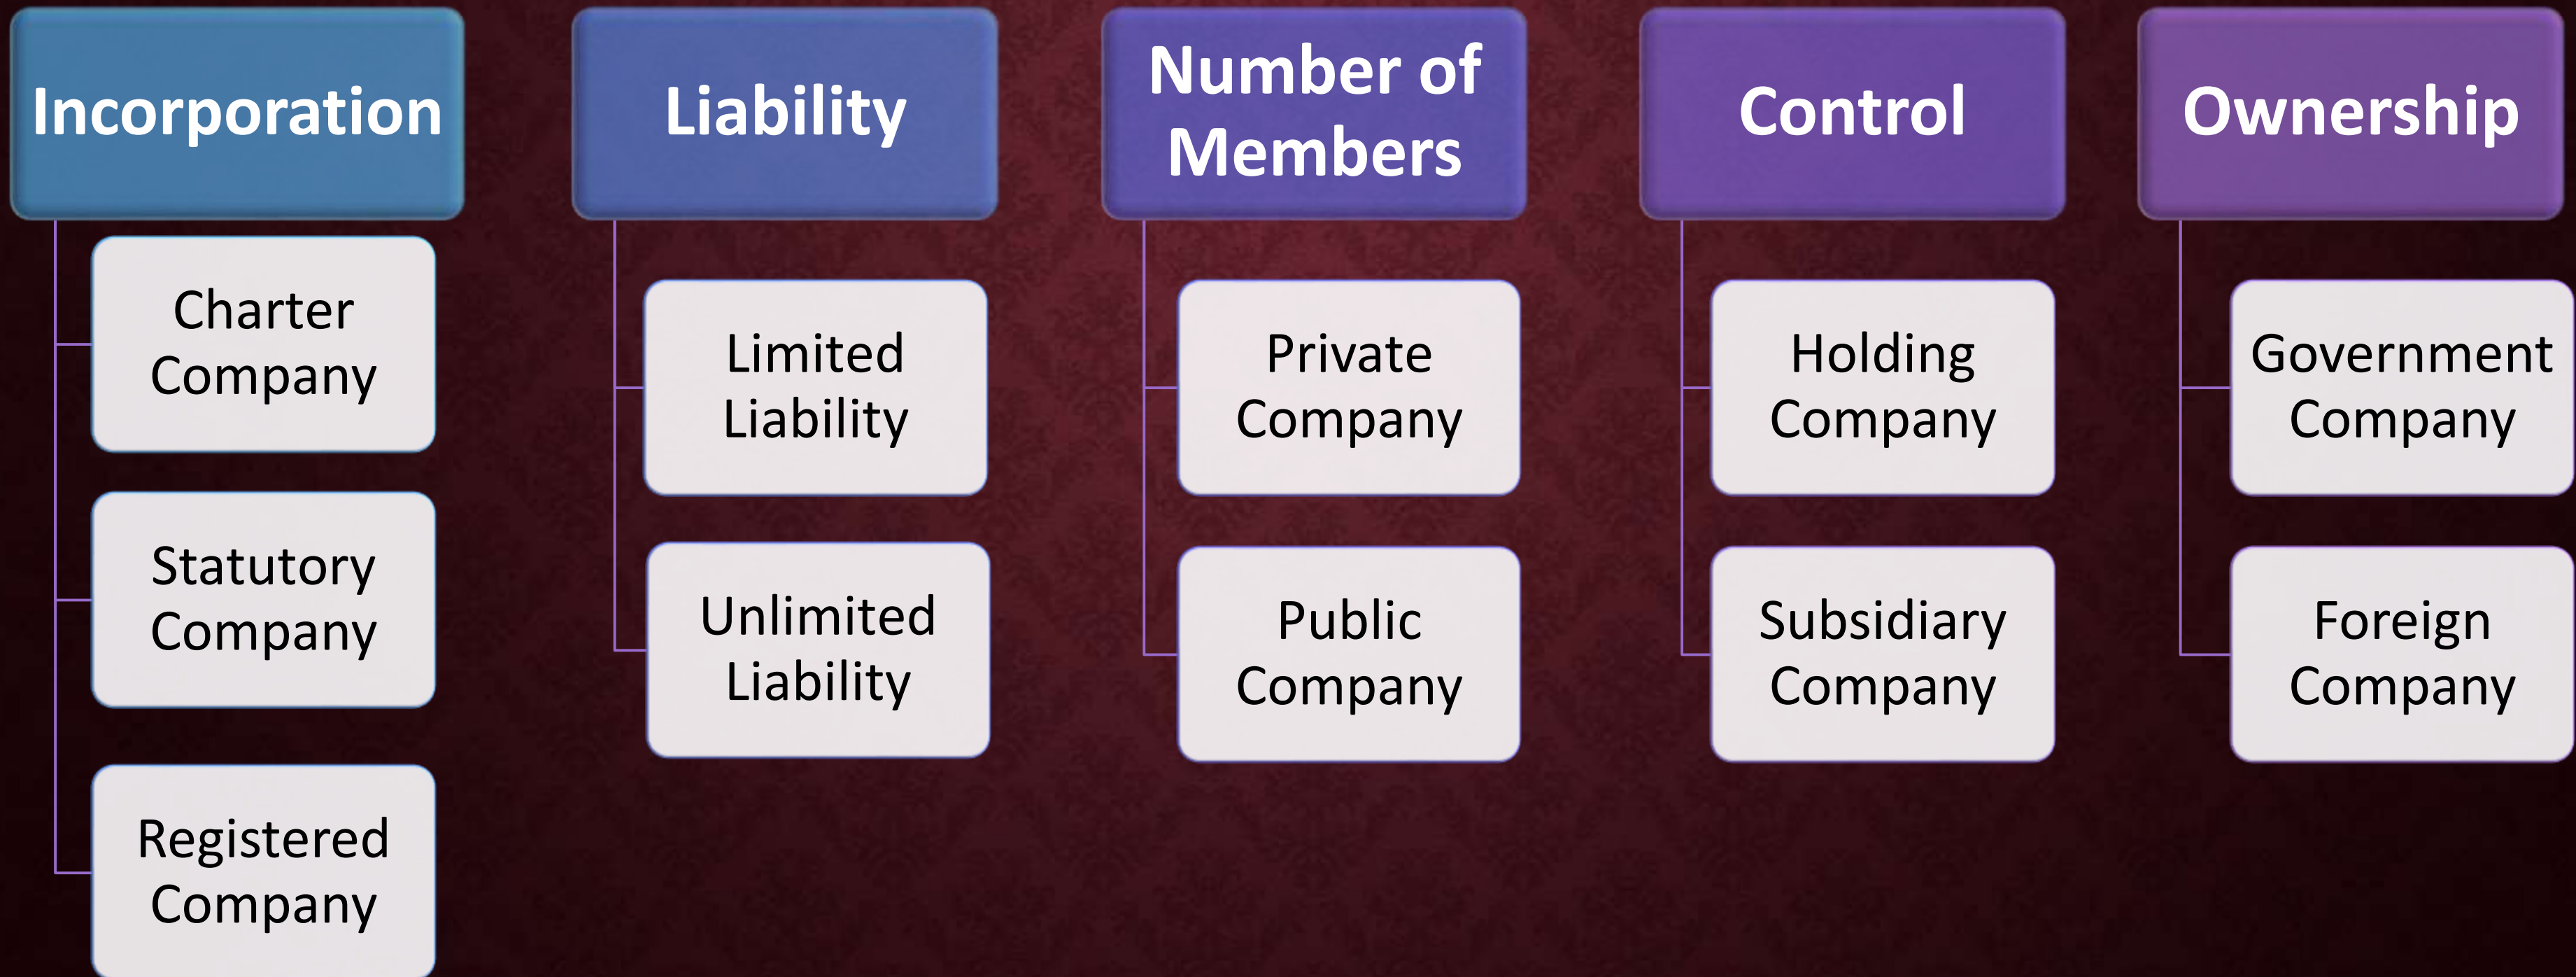 Incorporation
Charter
Company
Statutory
Company
Registered
Company
Liability
Limited
Liability
Unlimited
Liability
Number of
Members
Private
Company
Public
Company
Control
Holding
Company
Subsidiary
Company
Ownership
Government
Company
Foreign
Company